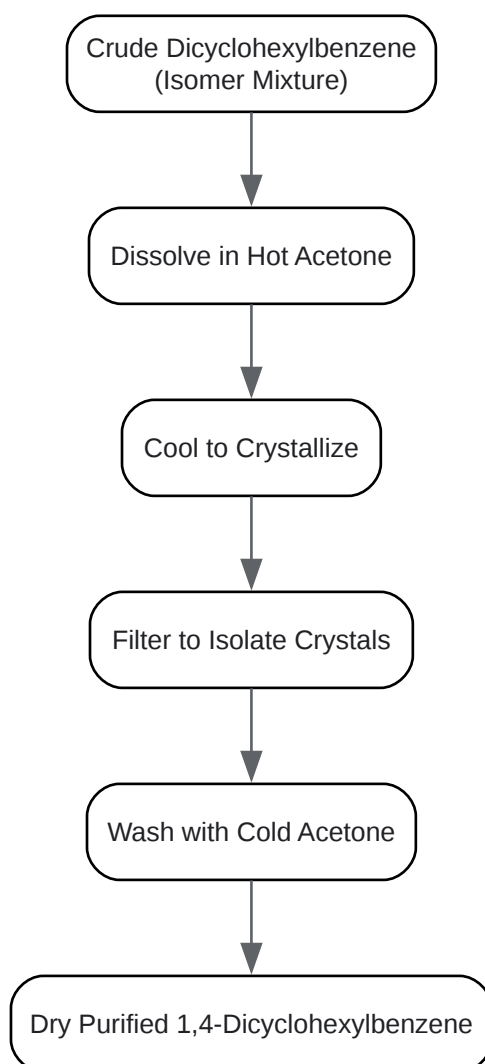 Crude Dicyclohexylbenzene
(Isomer Mixture)
Dissolve in Hot Acetone
Cool to Crystallize
Filter to Isolate Crystals
Wash with Cold Acetone
Dry Purified 1,4-Dicyclohexylbenzene